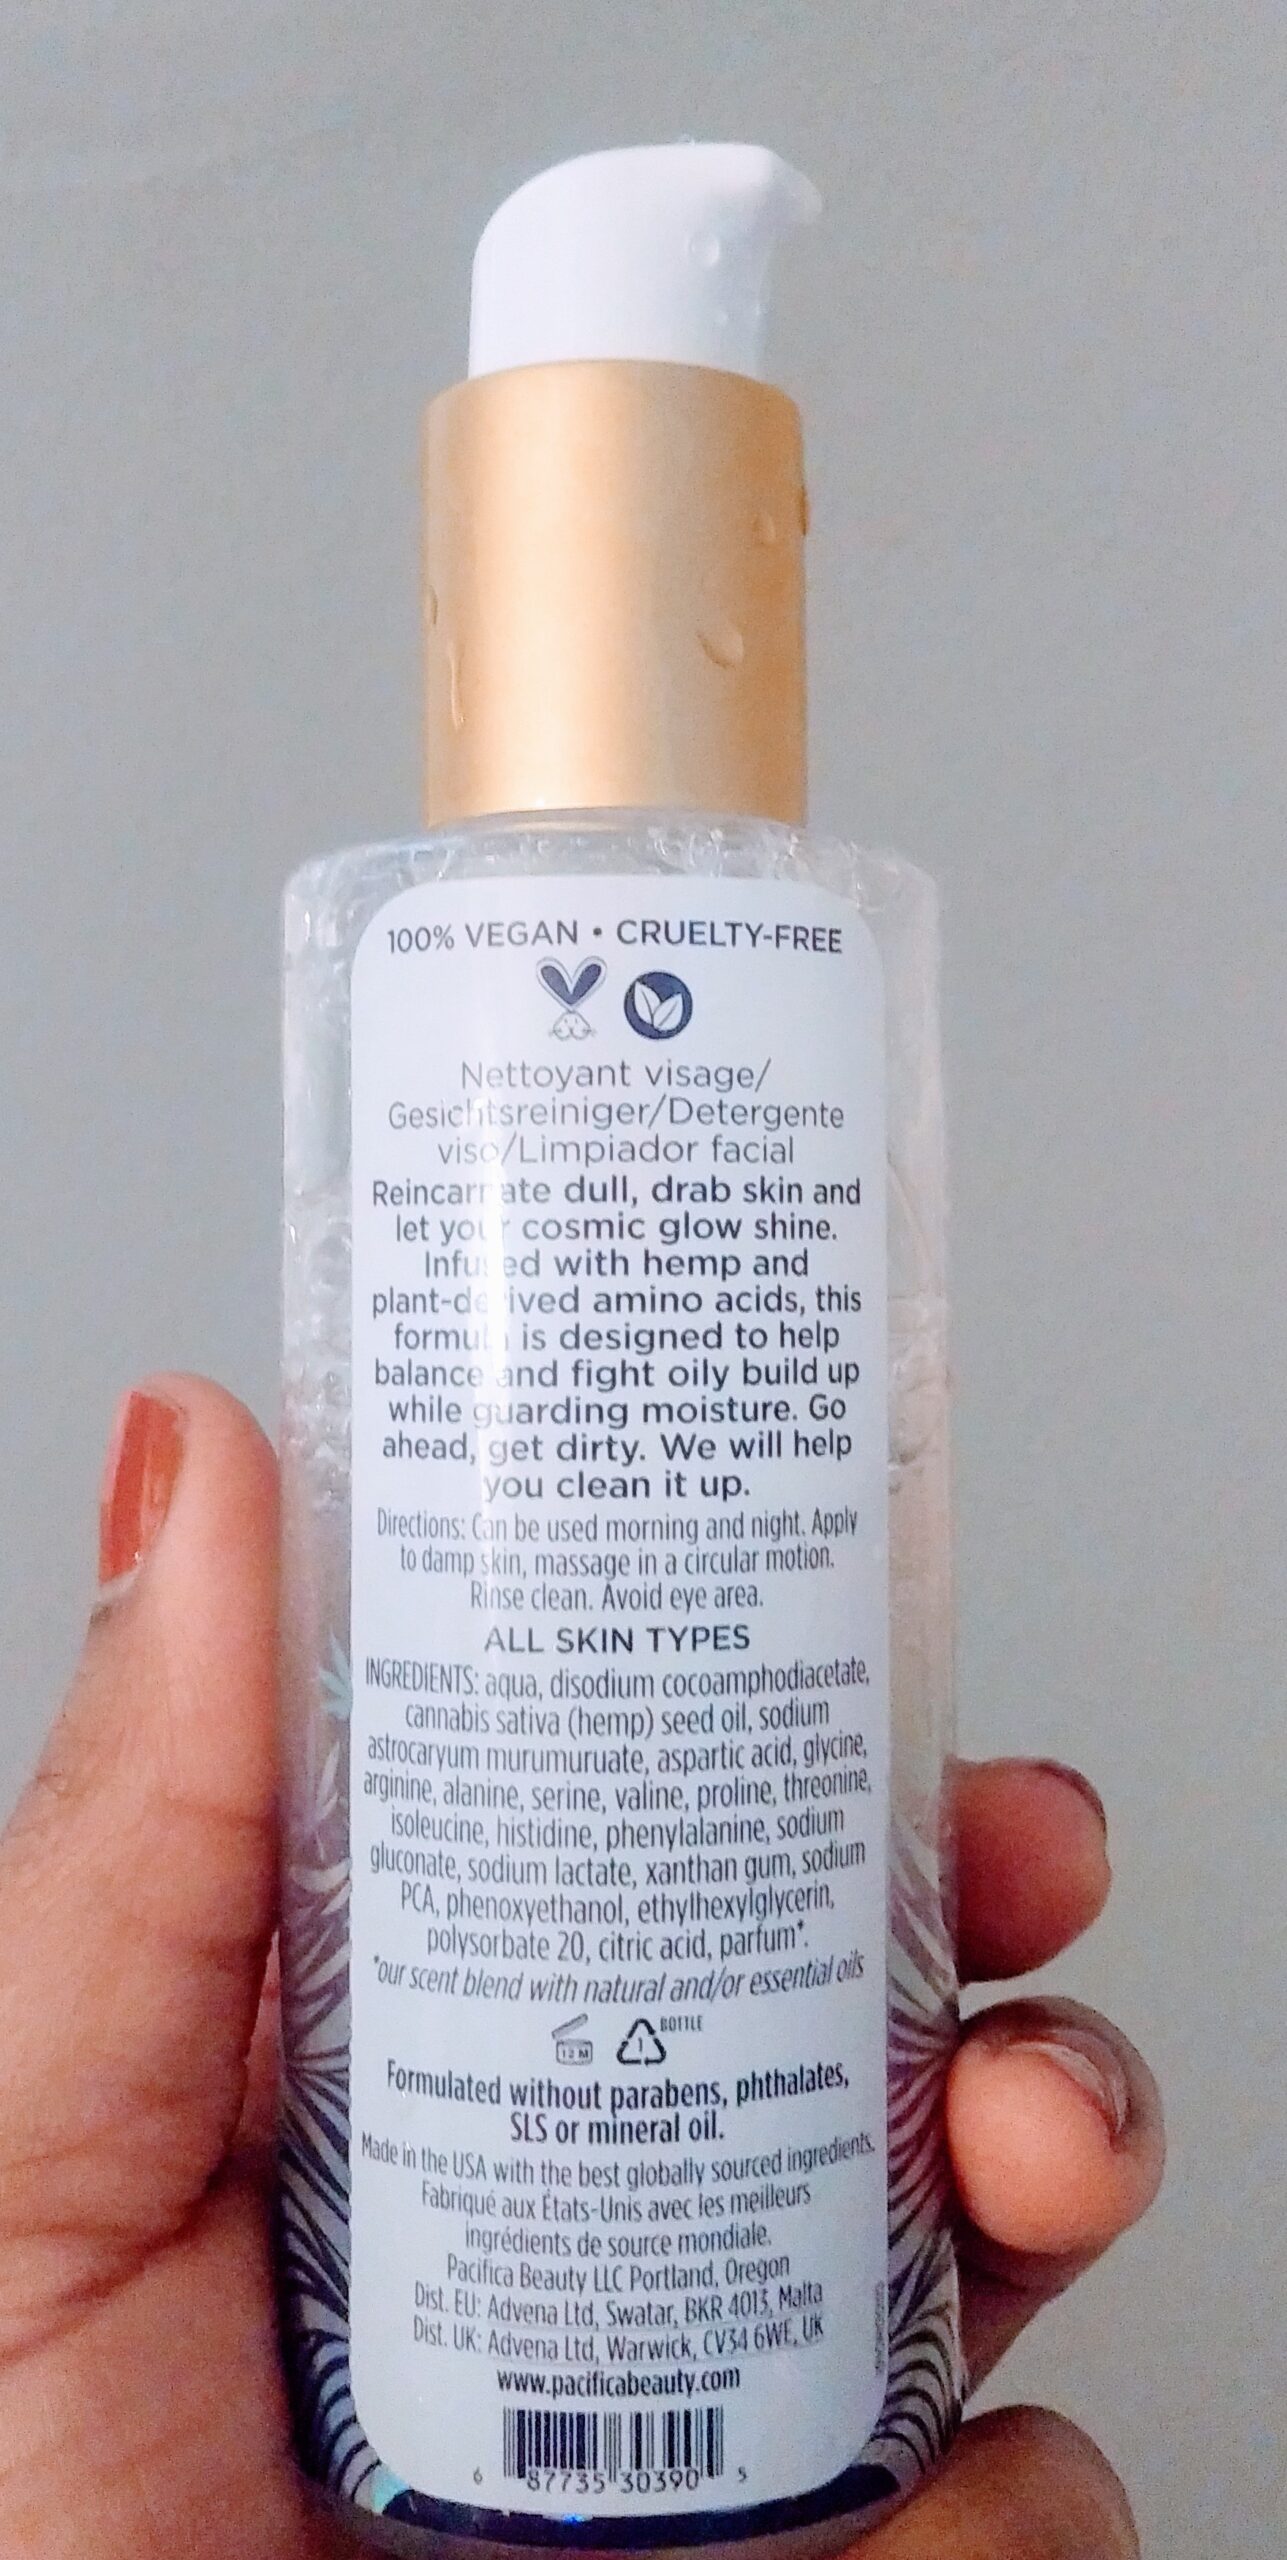 100% VEGAN • CRUELTY-FREE
Nettoyant visage/
Gesichtsreiniger/Detergente
viso/Limpiador facial
Reincarnate dull, drab skin and
let your cosmic glow shine.
Infused with hemp and
plant-derived amino acids, this
formula is designed to help
balance and fight oily build up
while guarding moisture. Go
ahead, get dirty. We will help
you clean it up.
Directions: Can be used morning and night. Apply
to damp skin, massage in a circular motion.
Rinse clean. Avoid eye area.
ALL SKIN TYPES
INGREDIENTS: aqua, disodium cocoamphodiacetate,
cannabis sativa (hemp) seed oil, sodium
astrocaryum murumuruate, aspartic acid, glycine,
arginine, alanine, serine, valine, proline, threonine,
isoleucine, histidine, phenylalanine, sodium
gluconate, sodium lactate, xanthan gum, sodium
PCA, phenoxyethanol, ethylhexylglycerin,
polysorbate 20, citric acid, parfum*.
*our scent blend with natural and/or essential oils
12 M 1 BOTTLE
Formulated without parabens, phthalates,
SLS or mineral oil.
Made in the USA with the best globally sourced ingredients.
Fabriqué aux États-Unis avec les meilleurs
ingrédients de source mondiale.
Pacifica Beauty LLC Portland, Oregon
Dist. EU: Advena Ltd, Swatar, BKR 4013, Malta
Dist. UK: Advena Ltd, Warwick, CV34 6WE, UK
www.pacificabeauty.com
6 87735 30390 5